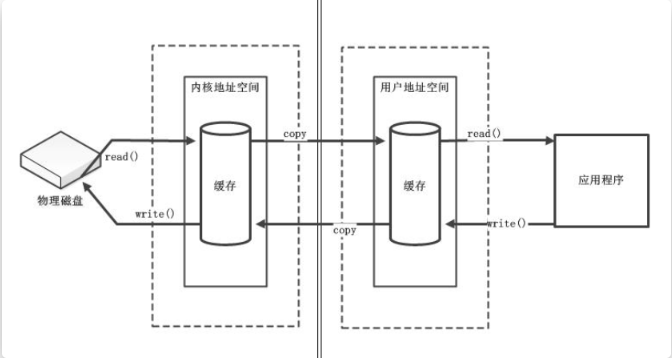 内核地址空间
用户地址空间
copy
read()
read()
缓存
缓存
应用程序
物理磁盘
write()
copy
write()